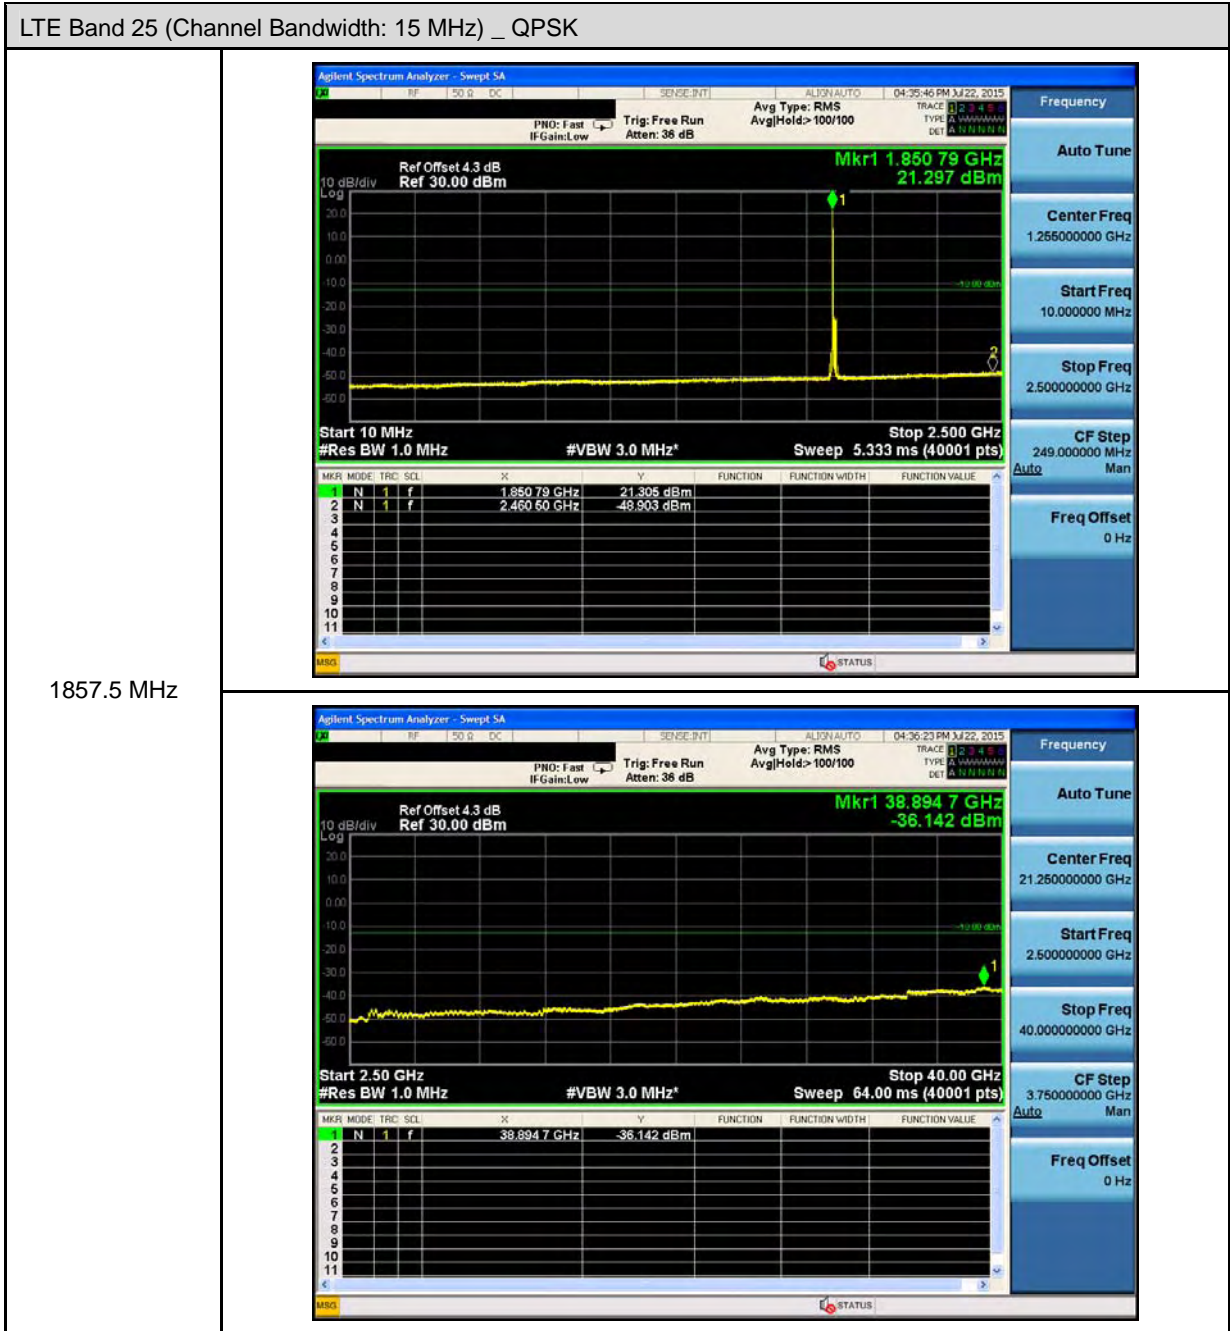 LTE Band 25 (Channel Bandwidth: 15 MHz) _ QPSK
1857.5 MHz
Agilent Spectrum Analyzer - Swept SA
RF 50 Ω DC SENSE:INT ALIGN AUTO 04:35:46 PM Jul 22, 2015
PNO: Fast
IFGain:Low
Trig: Free Run
Atten: 36 dB
Avg Type: RMS
Avg|Hold:> 100/100
TRACE 1 2 3 4 5 6
TYPE A
DET A N N N N N
Ref Offset 4.3 dB
10 dB/div Ref 30.00 dBm
Log
Mkr1 1.850 79 GHz
21.297 dBm
20.0
10.0
0.00
-10.0
-20.0
-30.0
-40.0
-50.0
-60.0
1
2
Start 10 MHz Stop 2.500 GHz
#Res BW 1.0 MHz #VBW 3.0 MHz* Sweep 5.333 ms (40001 pts)
MKR MODE TRC SCL X Y FUNCTION FUNCTION WIDTH FUNCTION VALUE
1 N 1 f 1.850 79 GHz 21.305 dBm
2 N 1 f 2.460 50 GHz -48.903 dBm
3
4
5
6
7
8
9
10
11
MSG STATUS
Frequency
Auto Tune
Center Freq
1.255000000 GHz
Start Freq
10.000000 MHz
Stop Freq
2.500000000 GHz
CF Step
249.000000 MHz
Auto Man
Freq Offset
0 Hz
Agilent Spectrum Analyzer - Swept SA
RF 50 Ω DC SENSE:INT ALIGN AUTO 04:36:23 PM Jul 22, 2015
PNO: Fast
IFGain:Low
Trig: Free Run
Atten: 36 dB
Avg Type: RMS
Avg|Hold:> 100/100
TRACE 1 2 3 4 5 6
TYPE A
DET A N N N N N
Ref Offset 4.3 dB
10 dB/div Ref 30.00 dBm
Log
Mkr1 38.894 7 GHz
-36.142 dBm
20.0
10.0
0.00
-10.0
-20.0
-30.0
-40.0
-50.0
-60.0
1
Start 2.50 GHz Stop 40.00 GHz
#Res BW 1.0 MHz #VBW 3.0 MHz* Sweep 64.00 ms (40001 pts)
MKR MODE TRC SCL X Y FUNCTION FUNCTION WIDTH FUNCTION VALUE
1 N 1 f 38.894 7 GHz -36.142 dBm
2
3
4
5
6
7
8
9
10
11
MSG STATUS
Frequency
Auto Tune
Center Freq
21.250000000 GHz
Start Freq
2.500000000 GHz
Stop Freq
40.000000000 GHz
CF Step
3.750000000 GHz
Auto Man
Freq Offset
0 Hz